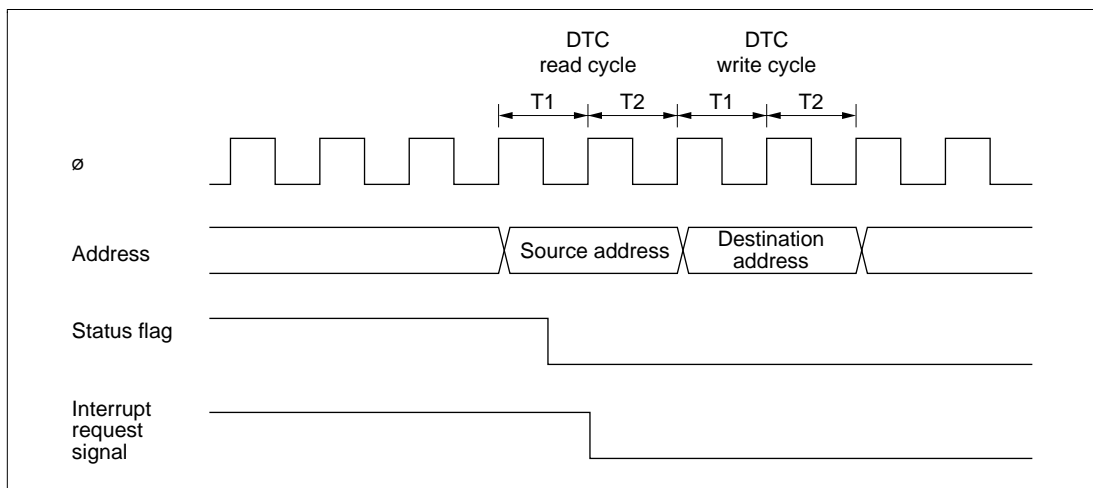 DTC
read cycle
DTC
write cycle
T1
T2
T1
T2
ø
Address
Source address
Destination
address
Status flag
Interrupt
request
signal